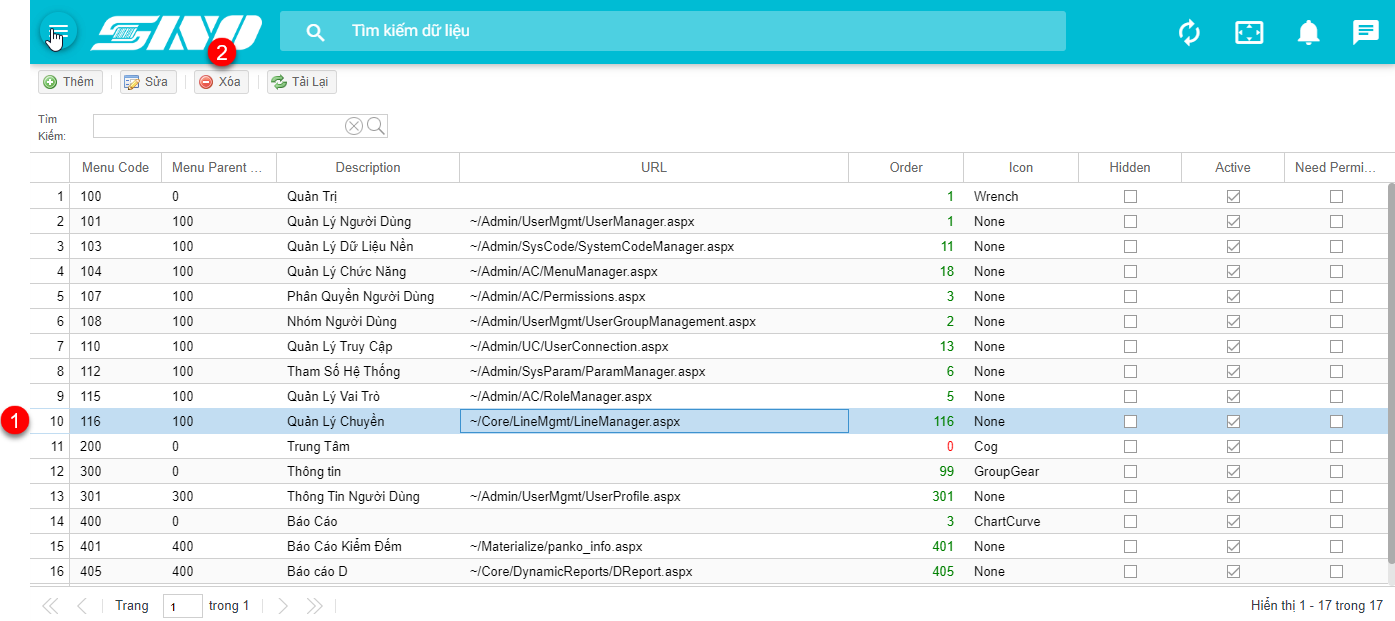 SNO
Tìm kiếm dữ liệu
2
Thêm Sửa Xóa Tải Lại
Tìm
Kiếm:
Menu Code Menu Parent ... Description URL Order Icon Hidden Active Need Permi...
1 100 0 Quản Trị 1 Wrench
2 101 100 Quản Lý Người Dùng ~/Admin/UserMgmt/UserManager.aspx 1 None
3 103 100 Quản Lý Dữ Liệu Nền ~/Admin/SysCode/SystemCodeManager.aspx 11 None
4 104 100 Quản Lý Chức Năng ~/Admin/AC/MenuManager.aspx 18 None
5 107 100 Phân Quyền Người Dùng ~/Admin/AC/Permissions.aspx 3 None
6 108 100 Nhóm Người Dùng ~/Admin/UserMgmt/UserGroupManagement.aspx 2 None
7 110 100 Quản Lý Truy Cập ~/Admin/UC/UserConnection.aspx 13 None
8 112 100 Tham Số Hệ Thống ~/Admin/SysParam/ParamManager.aspx 6 None
9 115 100 Quản Lý Vai Trò ~/Admin/AC/RoleManager.aspx 5 None
1 10 116 100 Quản Lý Chuyền ~/Core/LineMgmt/LineManager.aspx 116 None
11 200 0 Trung Tâm 0 Cog
12 300 0 Thông tin 99 GroupGear
13 301 300 Thông Tin Người Dùng ~/Admin/UserMgmt/UserProfile.aspx 301 None
14 400 0 Báo Cáo 3 ChartCurve
15 401 400 Báo Cáo Kiểm Đếm ~/Materialize/panko_info.aspx 401 None
16 405 400 Báo cáo D ~/Core/DynamicReports/DReport.aspx 405 None
Trang 1 trong 1 Hiển thị 1 - 17 trong 17